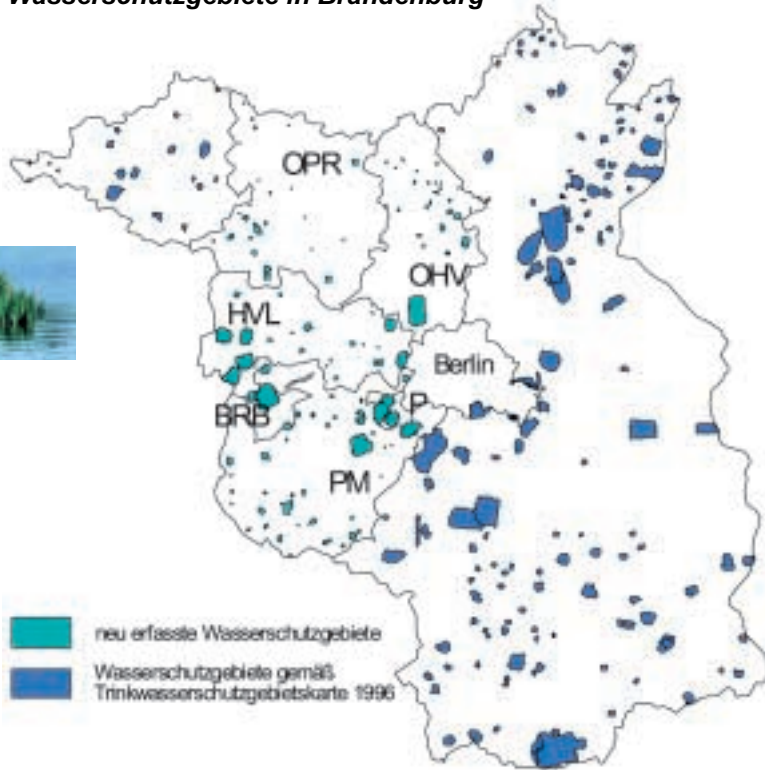 Wasserschutzgebiete in Brandenburg
OPR
OHV
HVL
Berlin
BRB
P
PM
neu erfasste Wasserschutzgebiete
Wasserschutzgebiete gemäß
Trinkwasserschutzgebietskarte 1996